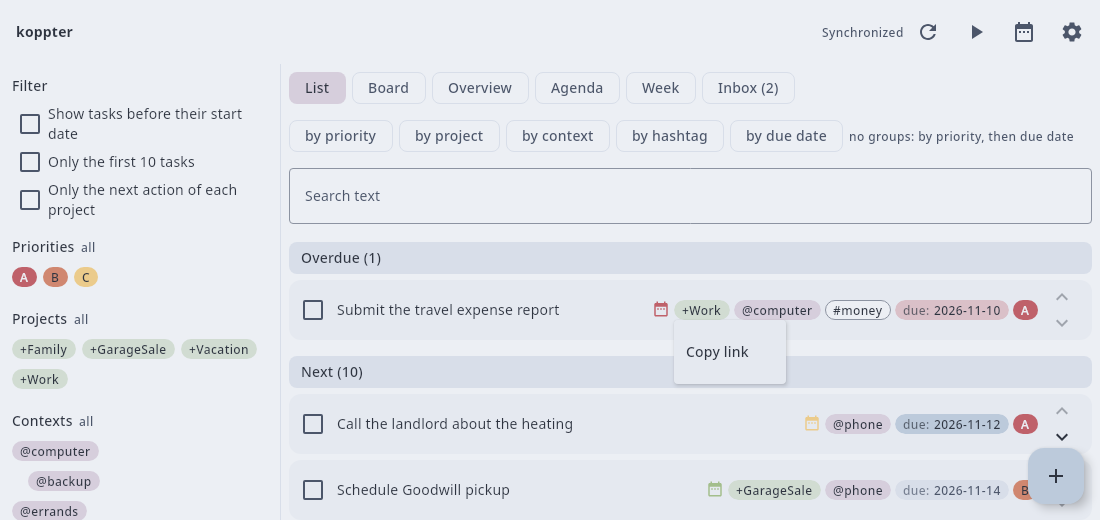 koppter
Synchronized
Filter
Show tasks before their start
date
Only the first 10 tasks
Only the next action of each
project
Priorities all
A B C
Projects all
+Family +GarageSale +Vacation
+Work
Contexts all
@computer
@backup
@errands
List Board Overview Agenda Week Inbox (2)
by priority by project by context by hashtag by due date no groups: by priority, then due date
Search text
Overdue (1)
Submit the travel expense report +Work @computer #money due: 2026-11-10 A
Copy link
Next (10)
Call the landlord about the heating @phone due: 2026-11-12 A
Schedule Goodwill pickup +GarageSale @phone due: 2026-11-14 B